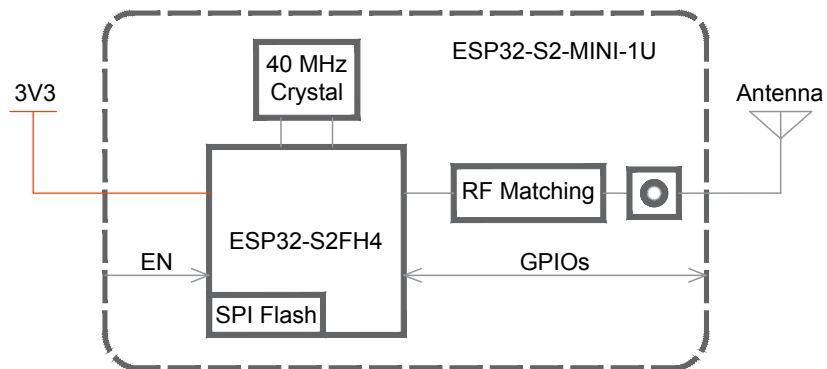 ESP32-S2-MINI-1U
40 MHz
Crystal
3V3
Antenna
RF Matching
ESP32-S2FH4
EN
GPIOs
SPI Flash